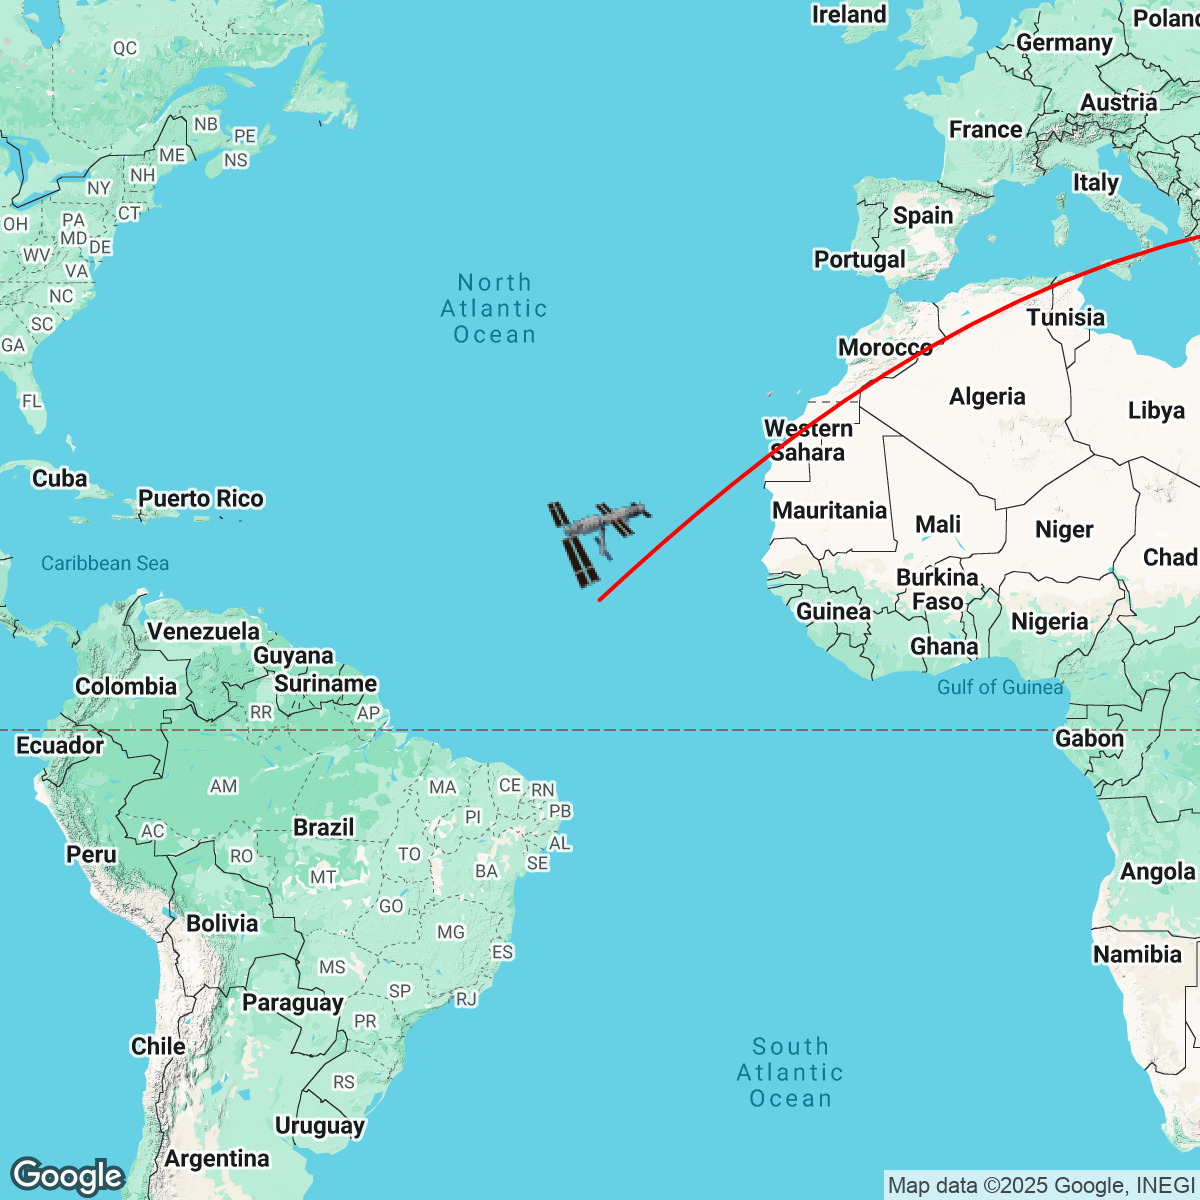 Ireland
Poland
Germany
QC
Austria
NB
France
PE
ME
NS
NH
Italy
NY
CT
Spain
OH
PA
MD
DE
WV
Portugal
VA
North
Atlantic
Ocean
NC
SC
Tunisia
GA
Morocco
FL
Algeria
Libya
Western
Sahara
Cuba
Puerto Rico
Mauritania
Mali
Niger
Caribbean Sea
Chad
Burkina
Faso
Guinea
Nigeria
Venezuela
Guyana
Ghana
Colombia
Suriname
Gulf of Guinea
RR
AP
Ecuador
Gabon
AM
MA
CE
RN
PB
PI
Brazil
AC
AL
Peru
RO
TO
SE
MT
BA
Angola
GO
Bolivia
MG
ES
Namibia
MS
SP
RJ
Paraguay
PR
Chile
South
Atlantic
Ocean
RS
Uruguay
Argentina
Google
Map data ©2025 Google, INEGI